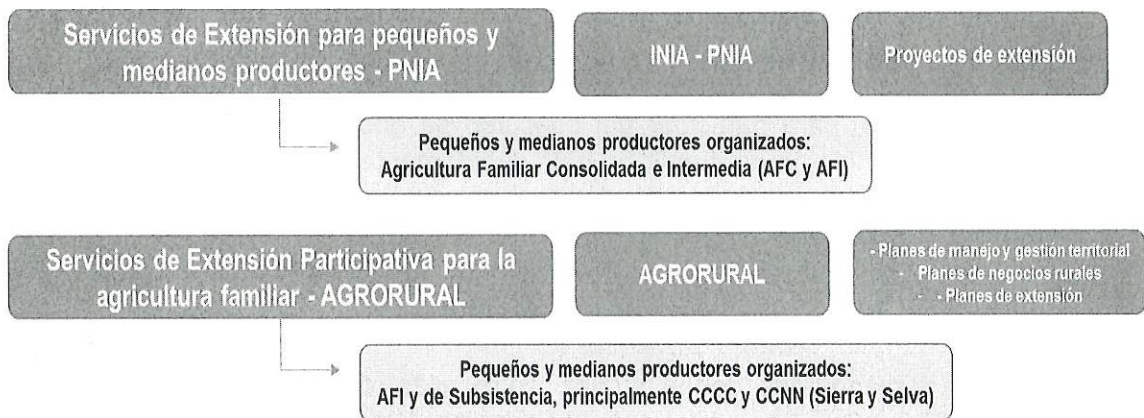 Servicios de Extensión para pequeños y
medianos productores - PNIA
INIA - PNIA
Proyectos de extensión
Pequeños y medianos productores organizados:
Agricultura Familiar Consolidada e Intermedia (AFC y AFI)
Servicios de Extensión Participativa para la
agricultura familiar - AGRORURAL
AGRORURAL
- Planes de manejo y gestión territorial
- Planes de negocios rurales
- - Planes de extensión
Pequeños y medianos productores organizados:
AFI y de Subsistencia, principalmente CCCC y CCNN (Sierra y Selva)